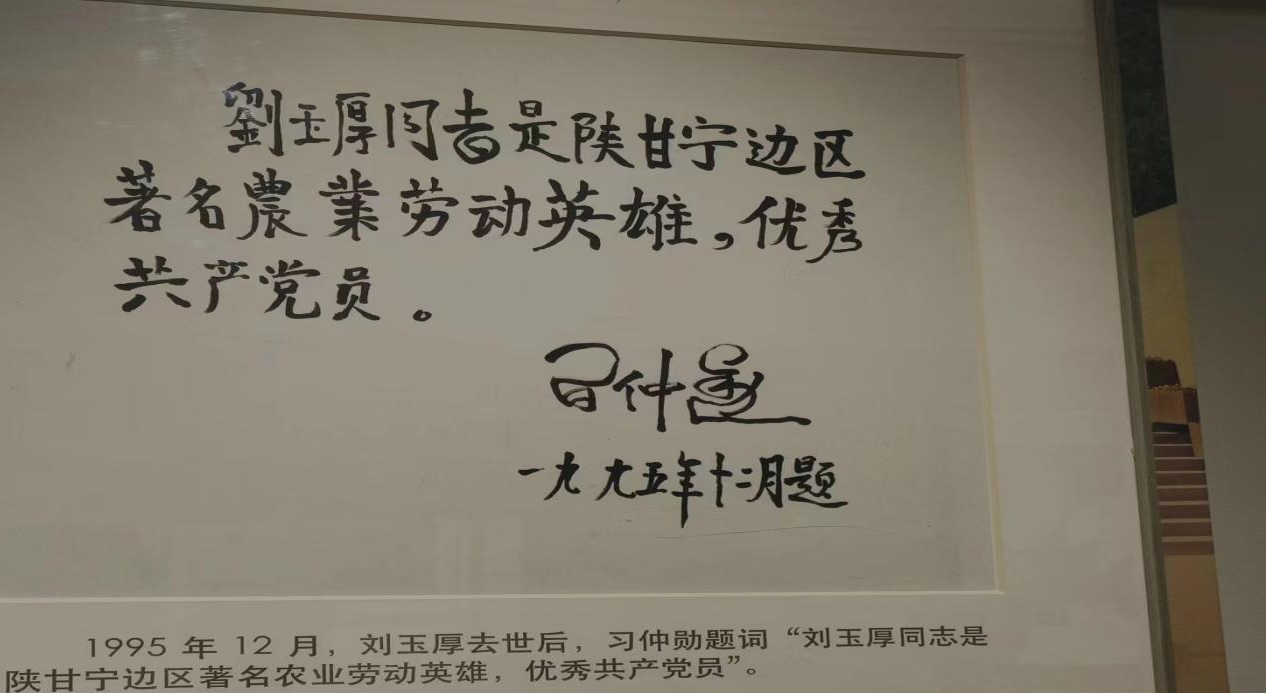 劉玉厚同志是陕甘宁边区
著名農業劳动英雄，优秀
共产党员。
习仲勋
一九九五年十二月题
1995 年 12 月，刘玉厚去世后，习仲勋题词“刘玉厚同志是
陕甘宁边区著名农业劳动英雄，优秀共产党员”。